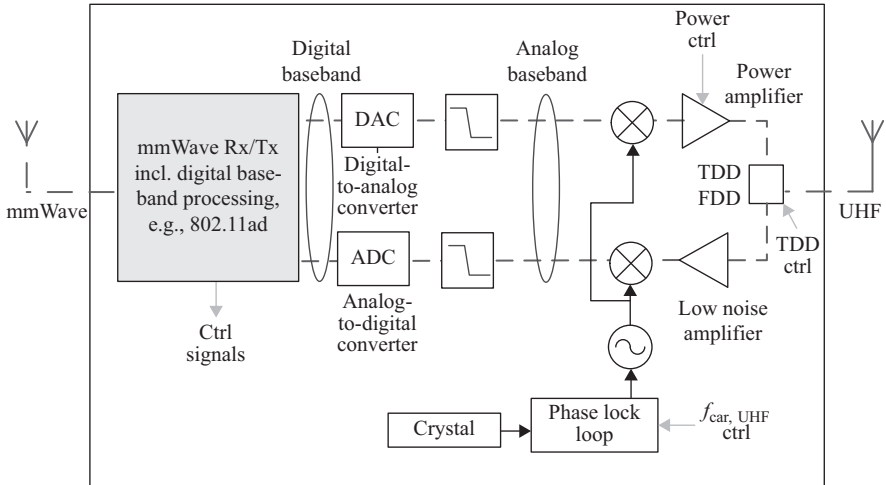 Digital
baseband
Analog
baseband
Power
ctrl
Power
amplifier
DAC
mmWave Rx/Tx
incl. digital base-
band processing,
e.g., 802.11ad
Digital-
to-analog
converter
TDD
FDD
mmWave
UHF
TDD
ctrl
ADC
Analog-
to-digital
converter
Low noise
amplifier
Ctrl
signals
Crystal
Phase lock
loop
fcar, UHF
ctrl